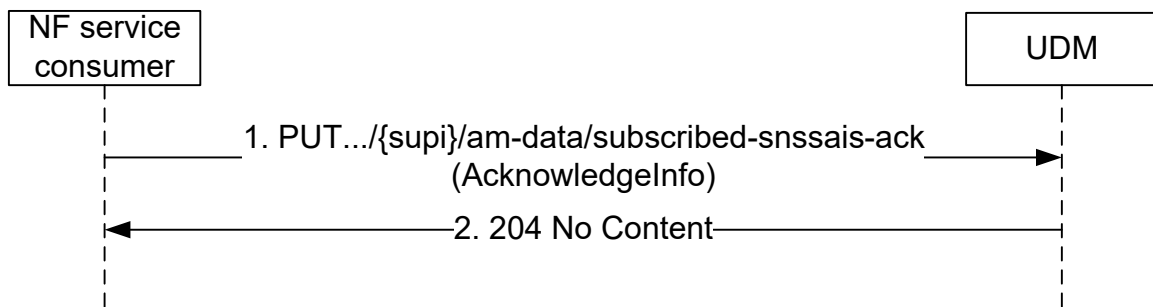 NF service
consumer
UDM
1. PUT.../{supi}/am-data/subscribed-snssais-ack
(AcknowledgeInfo)
2. 204 No Content